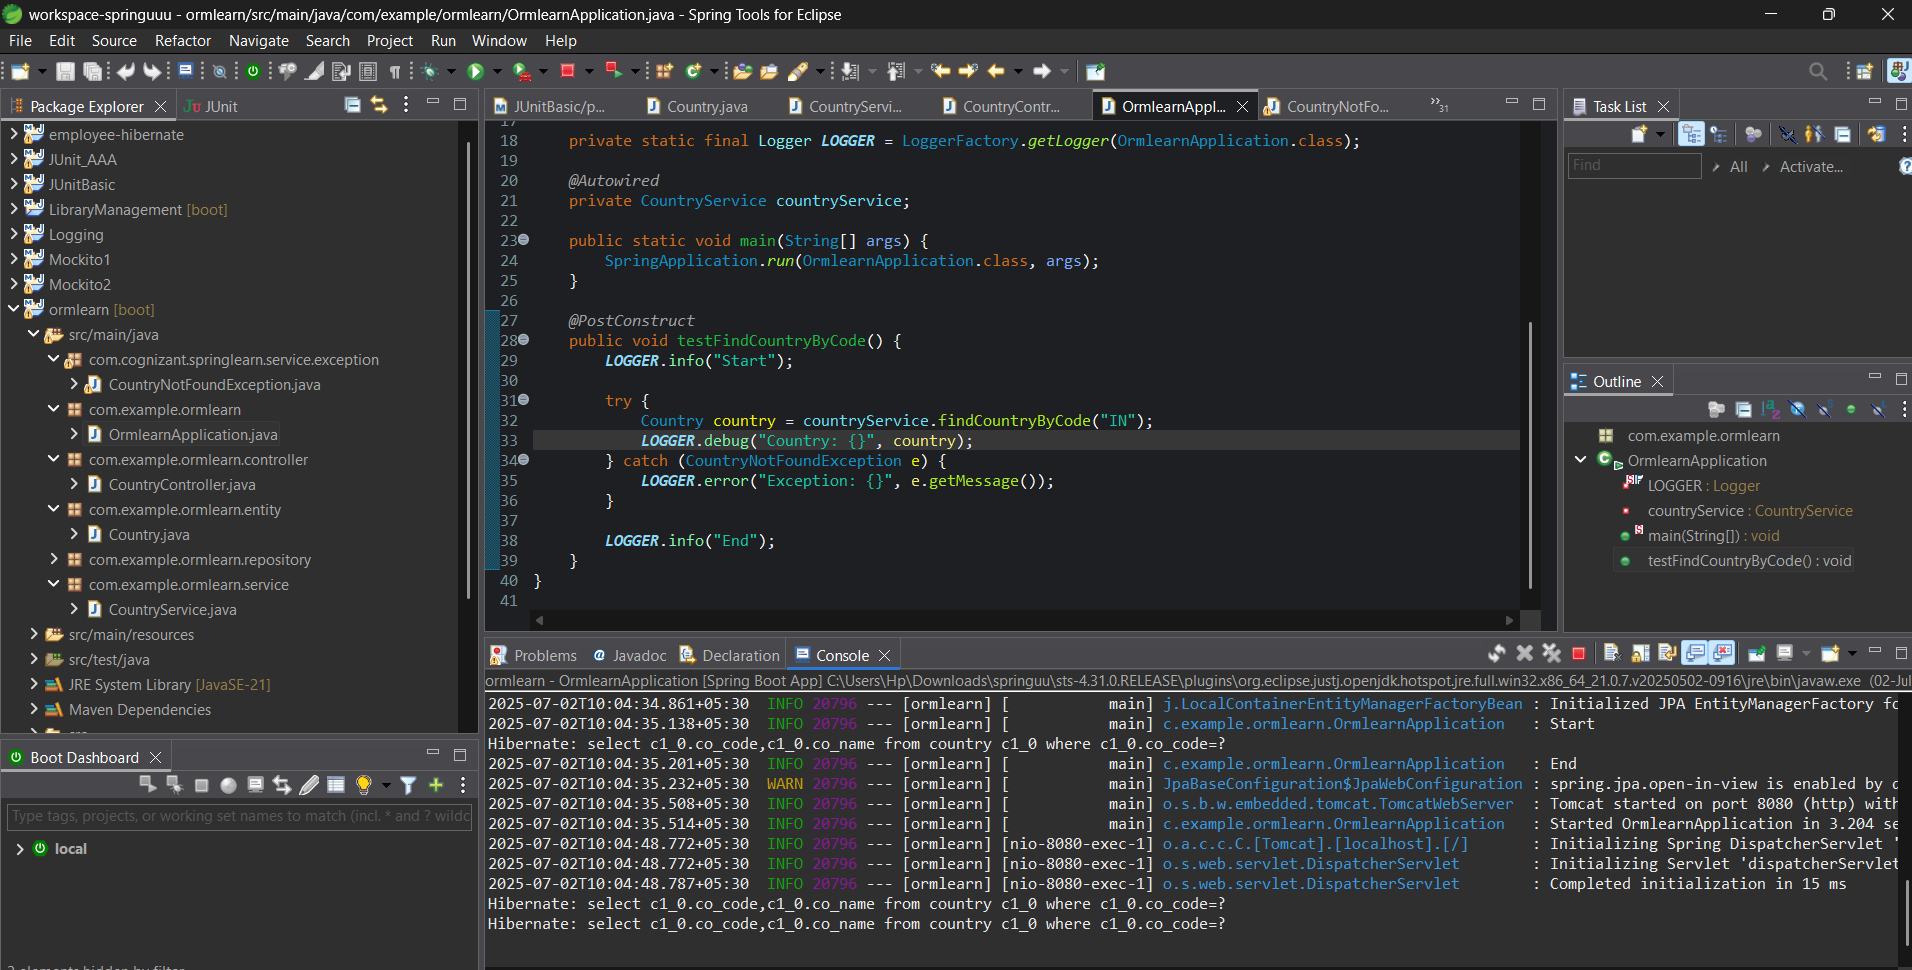 workspace-springuuu - ormlearn/src/main/java/com/example/ormlearn/OrmlearnApplication.java - Spring Tools for Eclipse
File Edit Source Refactor Navigate Search Project Run Window Help
Package Explorer
JUnit
employee-hibernate
JUnit_AAA
JUnitBasic
LibraryManagement [boot]
Logging
Mockito1
Mockito2
ormlearn [boot]
src/main/java
com.cognizant.springlearn.service.exception
CountryNotFoundException.java
com.example.ormlearn
OrmlearnApplication.java
com.example.ormlearn.controller
CountryController.java
com.example.ormlearn.entity
Country.java
com.example.ormlearn.repository
com.example.ormlearn.service
CountryService.java
src/main/resources
src/test/java
JRE System Library [JavaSE-21]
Maven Dependencies
Boot Dashboard
Type tags, projects, or working set names to match (incl. * and ? wildc
local
JUnitBasic/p... Country.java CountryServi... CountryContr... OrmlearnAppl... CountryNotFo... »31
17
18 private static final Logger LOGGER = LoggerFactory.getLogger(OrmlearnApplication.class);
19
20 @Autowired
21 private CountryService countryService;
22
23 public static void main(String[] args) {
24 SpringApplication.run(OrmlearnApplication.class, args);
25 }
26
27 @PostConstruct
28 public void testFindCountryByCode() {
29 LOGGER.info("Start");
30
31 try {
32 Country country = countryService.findCountryByCode("IN");
33 LOGGER.debug("Country: {}", country);
34 } catch (CountryNotFoundException e) {
35 LOGGER.error("Exception: {}", e.getMessage());
36 }
37
38 LOGGER.info("End");
39 }
40 }
41
Task List
Find
All
Activate...
Outline
com.example.ormlearn
OrmlearnApplication
LOGGER : Logger
countryService : CountryService
main(String[]) : void
testFindCountryByCode() : void
Problems @ Javadoc Declaration Console
ormlearn - OrmlearnApplication [Spring Boot App] C:\Users\Hp\Downloads\springuu\sts-4.31.0.RELEASE\plugins\org.eclipse.justj.openjdk.hotspot.jre.full.win32.x86_64_21.0.7.v20250502-0916\jre\bin\javaw.exe (02-Jul
2025-07-02T10:04:34.861+05:30 INFO 20796 --- [ormlearn] [ main] j.LocalContainerEntityManagerFactoryBean : Initialized JPA EntityManagerFactory fo
2025-07-02T10:04:35.138+05:30 INFO 20796 --- [ormlearn] [ main] c.example.ormlearn.OrmlearnApplication : Start
Hibernate: select c1_0.co_code,c1_0.co_name from country c1_0 where c1_0.co_code=?
2025-07-02T10:04:35.201+05:30 INFO 20796 --- [ormlearn] [ main] c.example.ormlearn.OrmlearnApplication : End
2025-07-02T10:04:35.232+05:30 WARN 20796 --- [ormlearn] [ main] JpaBaseConfiguration$JpaWebConfiguration : spring.jpa.open-in-view is enabled by d
2025-07-02T10:04:35.508+05:30 INFO 20796 --- [ormlearn] [ main] o.s.b.w.embedded.tomcat.TomcatWebServer : Tomcat started on port 8080 (http) with
2025-07-02T10:04:35.514+05:30 INFO 20796 --- [ormlearn] [ main] c.example.ormlearn.OrmlearnApplication : Started OrmlearnApplication in 3.204 se
2025-07-02T10:04:48.772+05:30 INFO 20796 --- [ormlearn] [nio-8080-exec-1] o.a.c.c.C.[Tomcat].[localhost].[/] : Initializing Spring DispatcherServlet '
2025-07-02T10:04:48.772+05:30 INFO 20796 --- [ormlearn] [nio-8080-exec-1] o.s.web.servlet.DispatcherServlet : Initializing Servlet 'dispatcherServlet
2025-07-02T10:04:48.787+05:30 INFO 20796 --- [ormlearn] [nio-8080-exec-1] o.s.web.servlet.DispatcherServlet : Completed initialization in 15 ms
Hibernate: select c1_0.co_code,c1_0.co_name from country c1_0 where c1_0.co_code=?
Hibernate: select c1_0.co_code,c1_0.co_name from country c1_0 where c1_0.co_code=?